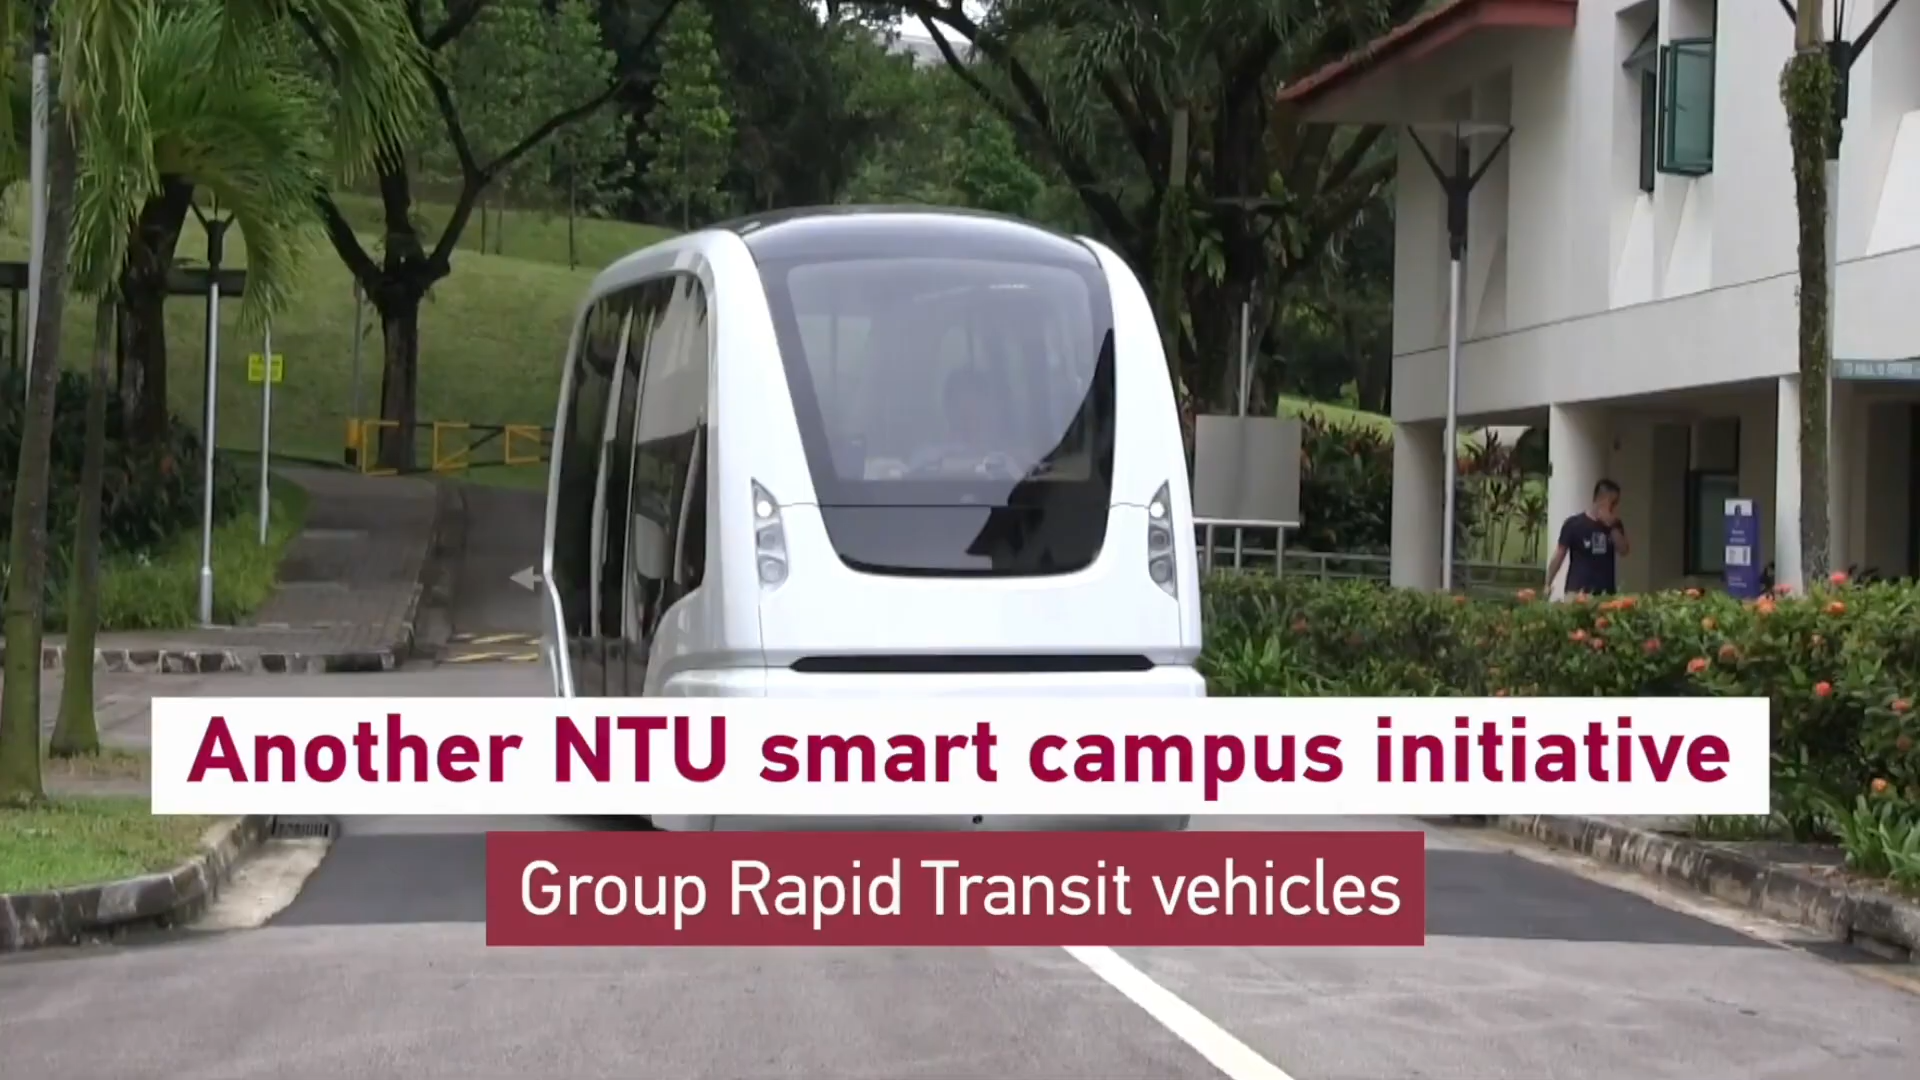 Another NTU smart campus initiative
Group Rapid Transit vehicles